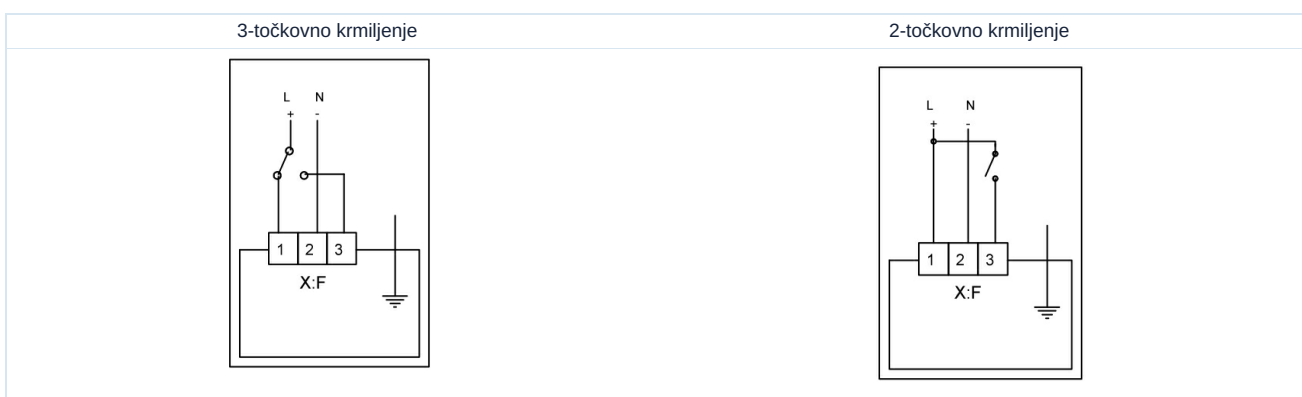 3-točkovno krmiljenje
2-točkovno krmiljenje
L N
+ -
1 2 3
X:F
L N
+ -
1 2 3
X:F